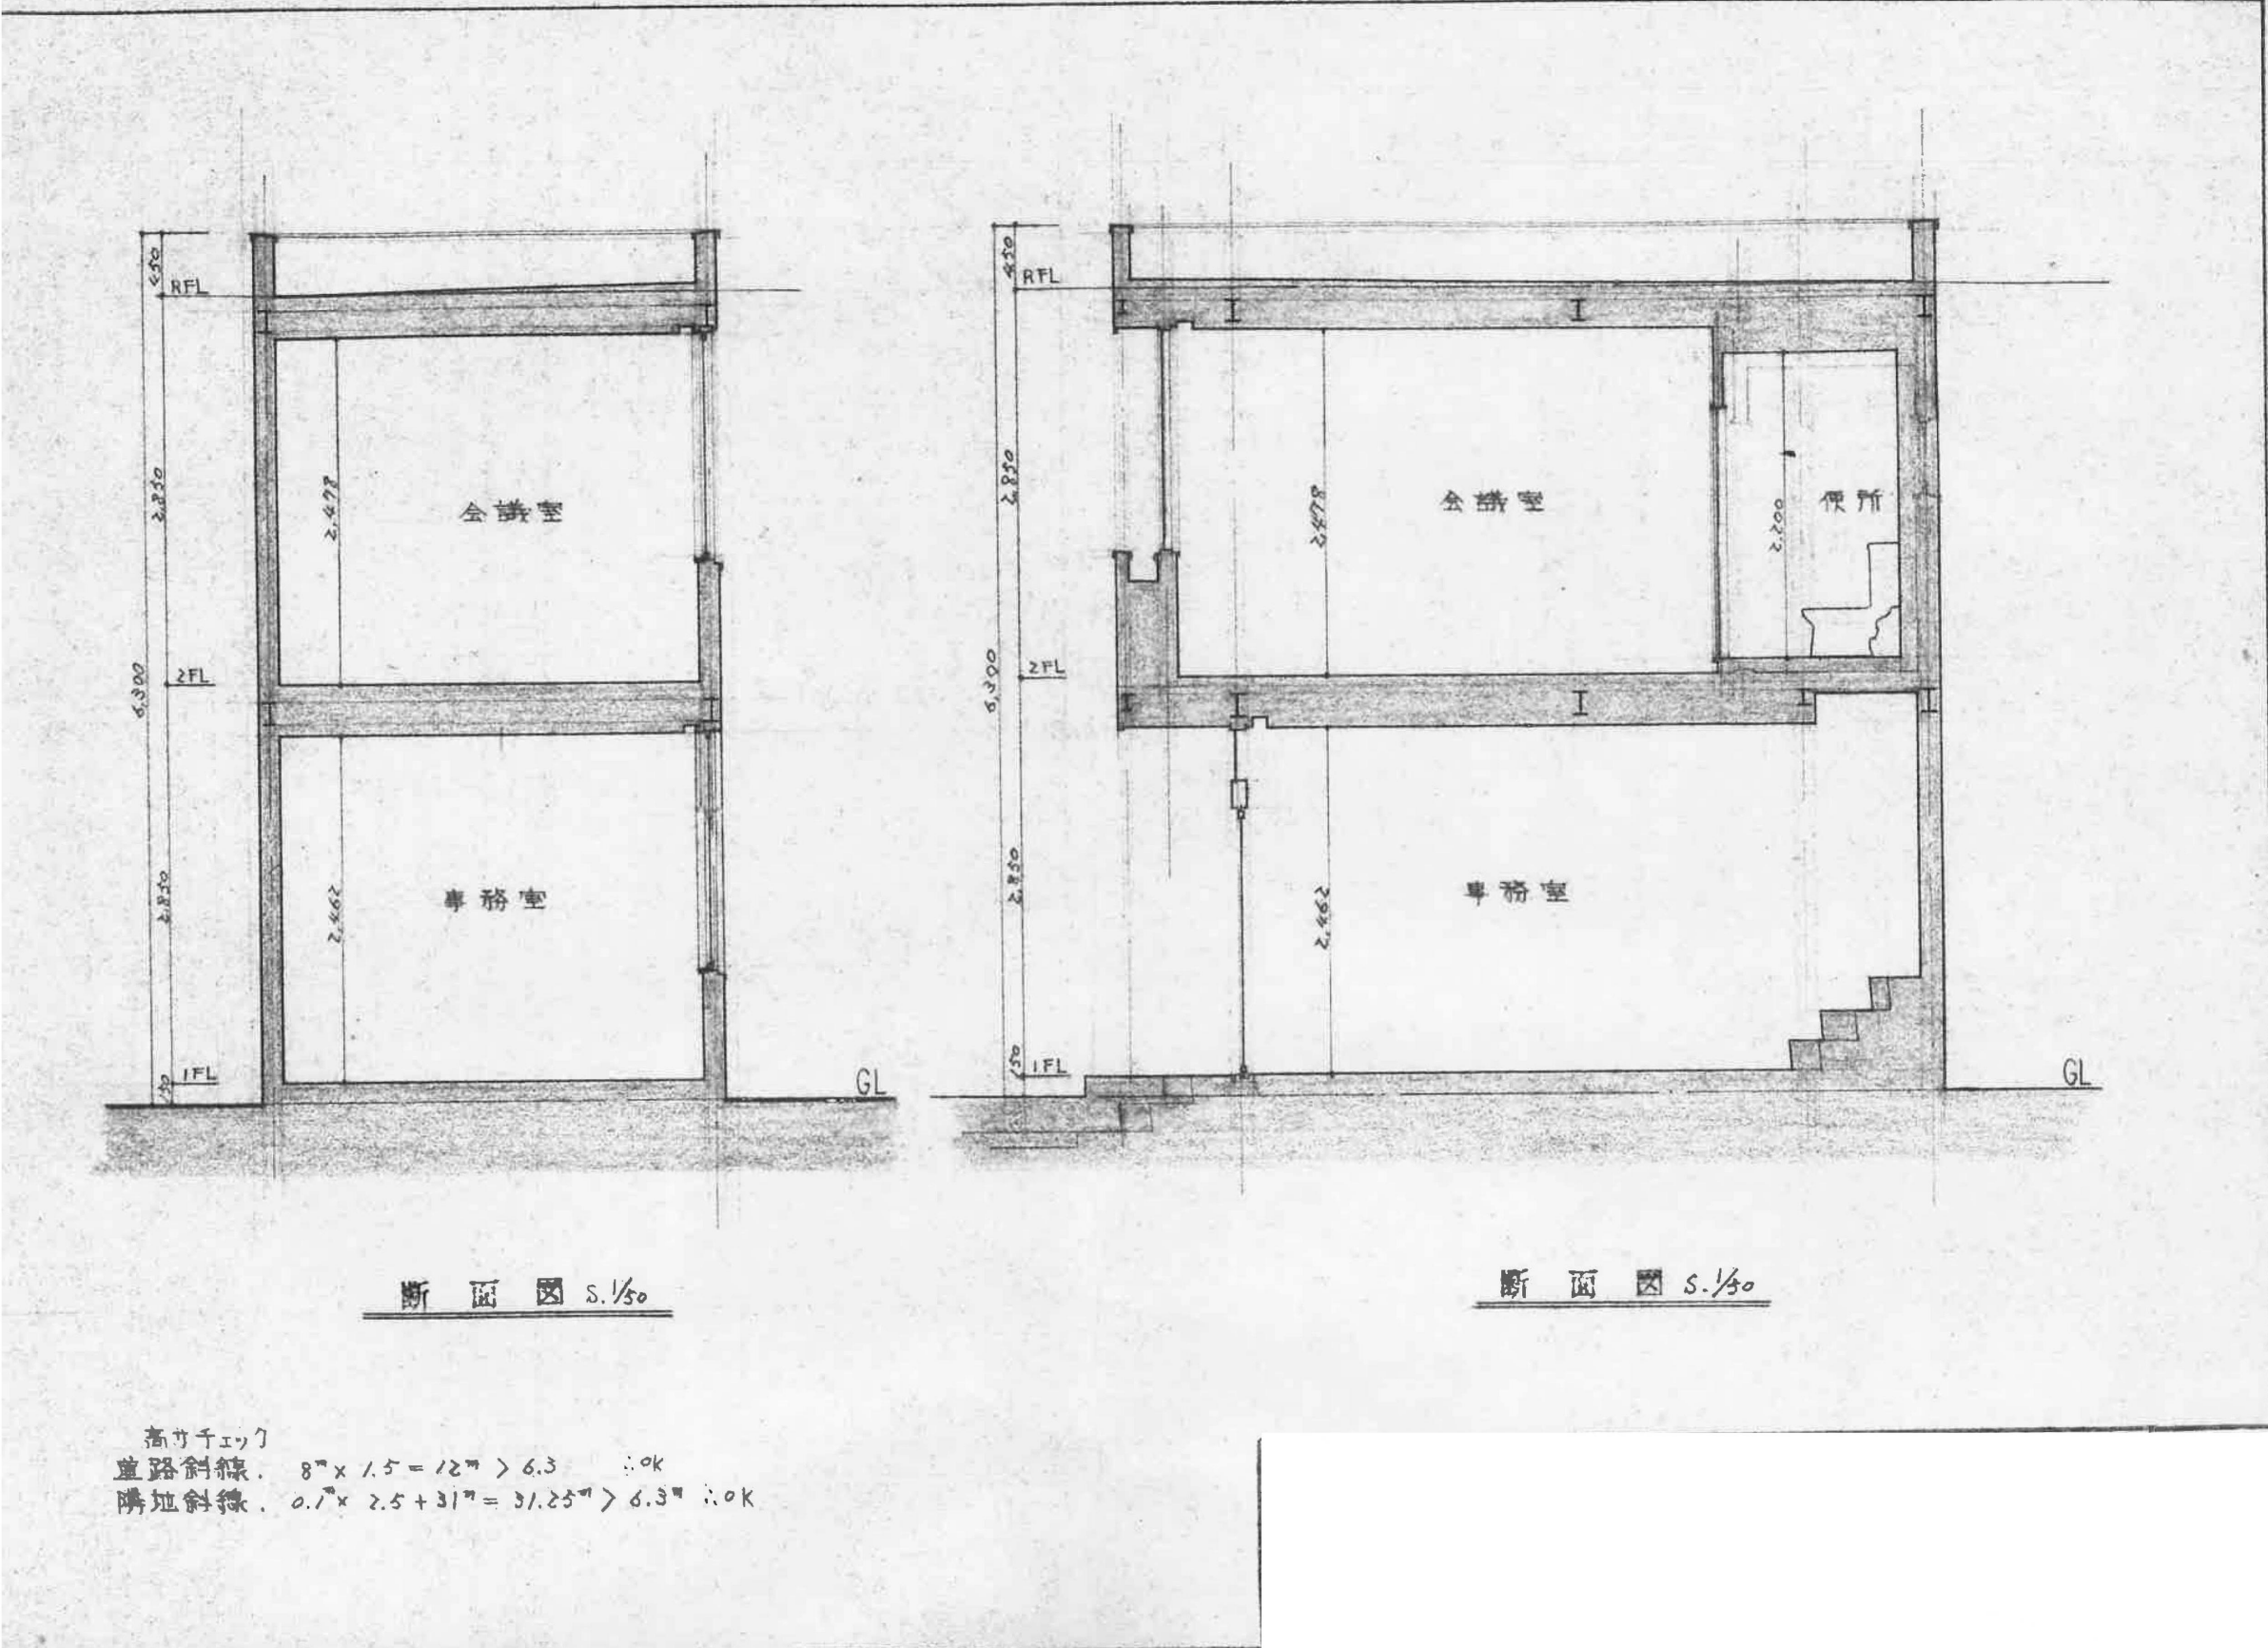 450
RFL
2,850
2,478
会議室
6,300
2FL
2,850
2,462
事務室
150
1FL
GL
断面図 S.1/50
450
RFL
2,850
2,478
会議室
2,200
便所
6,300
2FL
2,850
2,462
事務室
150
1FL
GL
断面図 S.1/50
高サチェック
道路斜線. 8m × 1.5 = 12m > 6.3 ∴OK
隣地斜線. 0.1m × 2.5 + 31m = 31.25m > 6.3m ∴OK